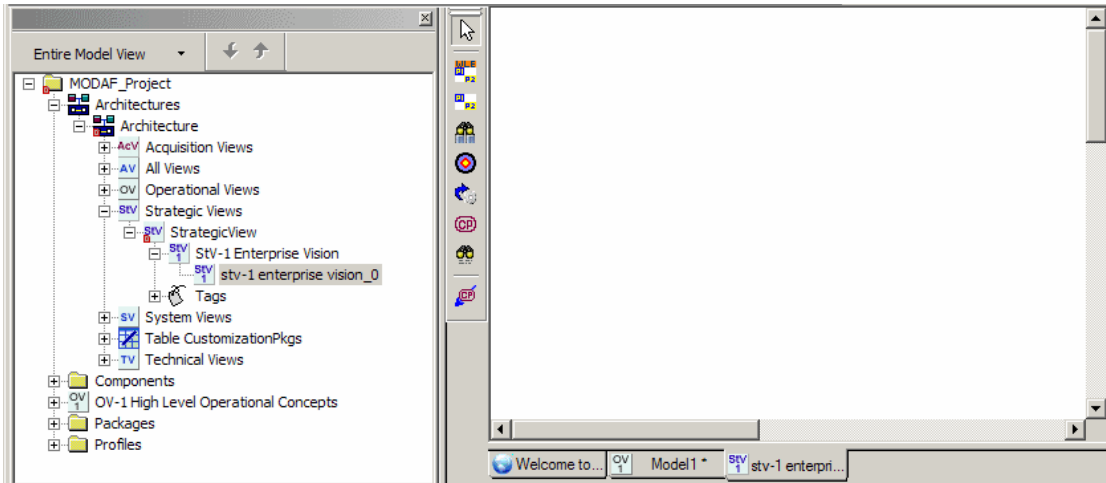 Entire Model View
MODAF_Project
Architectures
Architecture
AcV Acquisition Views
AV All Views
OV Operational Views
StV Strategic Views
StV StrategicView
StV 1 StV-1 Enterprise Vision
StV 1 stv-1 enterprise vision_0
Tags
SV System Views
Table CustomizationPkgs
TV Technical Views
Components
OV 1 OV-1 High Level Operational Concepts
Packages
Profiles
P1 P2
P1 P2
CP
CP
Welcome to... OV 1 Model1 * StV 1 stv-1 enterpri...